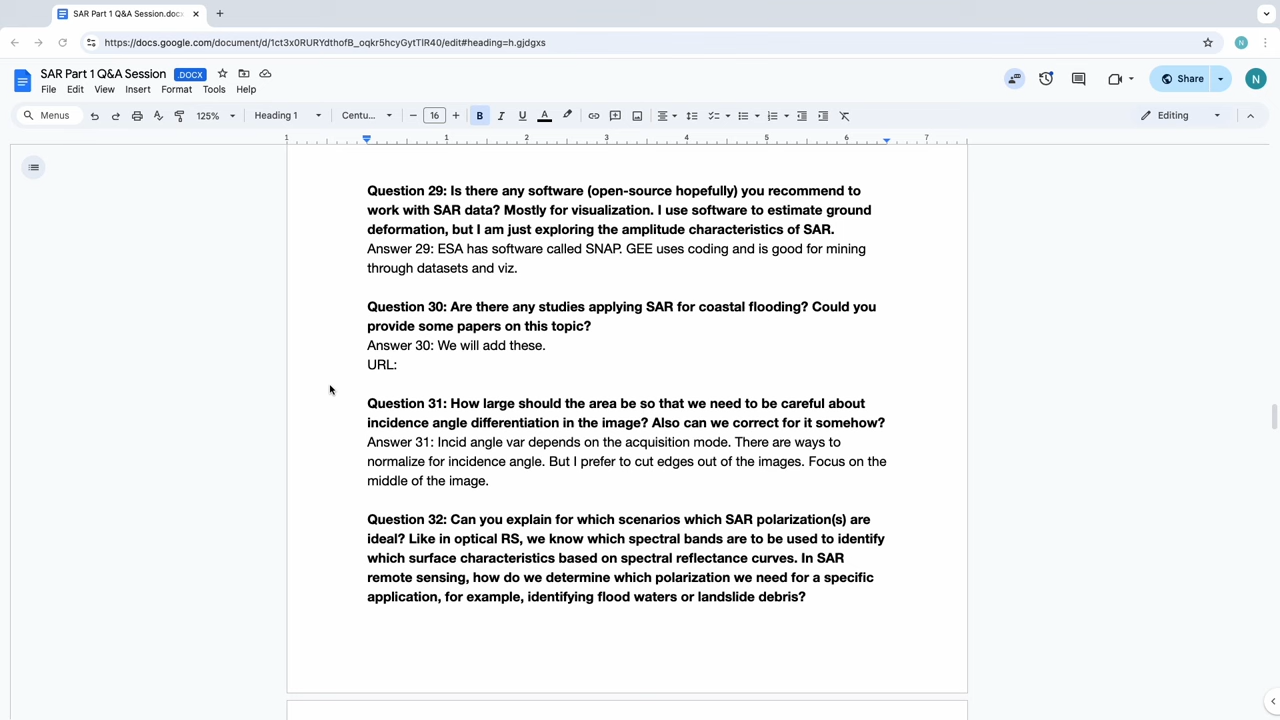 SAR Part 1 Q&A Session.docx
https://docs.google.com/document/d/1ct3x0RURYdthofB_oqkr5hcyGytTlR40/edit#heading=h.gjdgxs
N
SAR Part 1 Q&A Session .DOCX
File Edit View Insert Format Tools Help
Share
N
Menus 125% Heading 1 Centu... 16 B I U A Editing
1 1 2 3 4 5 6 7
Question 29: Is there any software (open-source hopefully) you recommend to
work with SAR data? Mostly for visualization. I use software to estimate ground
deformation, but I am just exploring the amplitude characteristics of SAR.
Answer 29: ESA has software called SNAP. GEE uses coding and is good for mining
through datasets and viz.
Question 30: Are there any studies applying SAR for coastal flooding? Could you
provide some papers on this topic?
Answer 30: We will add these.
URL:
Question 31: How large should the area be so that we need to be careful about
incidence angle differentiation in the image? Also can we correct for it somehow?
Answer 31: Incid angle var depends on the acquisition mode. There are ways to
normalize for incidence angle. But I prefer to cut edges out of the images. Focus on the
middle of the image.
Question 32: Can you explain for which scenarios which SAR polarization(s) are
ideal? Like in optical RS, we know which spectral bands are to be used to identify
which surface characteristics based on spectral reflectance curves. In SAR
remote sensing, how do we determine which polarization we need for a specific
application, for example, identifying flood waters or landslide debris?